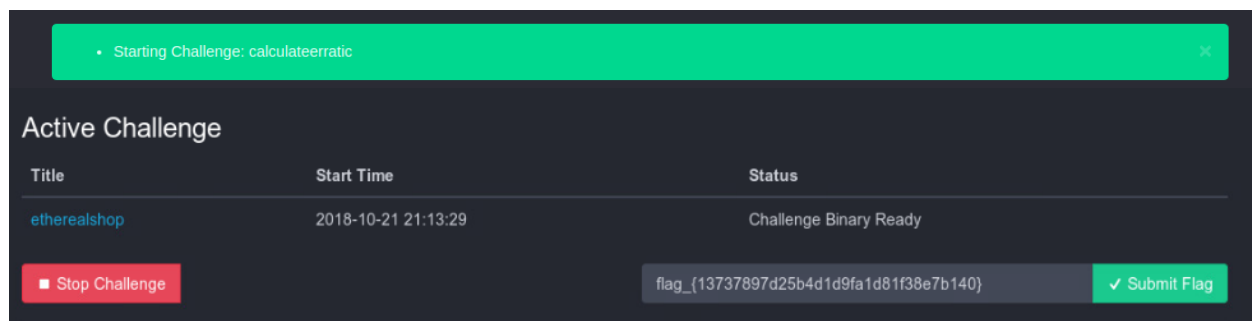 • Starting Challenge: calculateerratic ×
Active Challenge
Title Start Time Status
etherealshop 2018-10-21 21:13:29 Challenge Binary Ready
Stop Challenge flag_{13737897d25b4d1d9fa1d81f38e7b140} ✓ Submit Flag